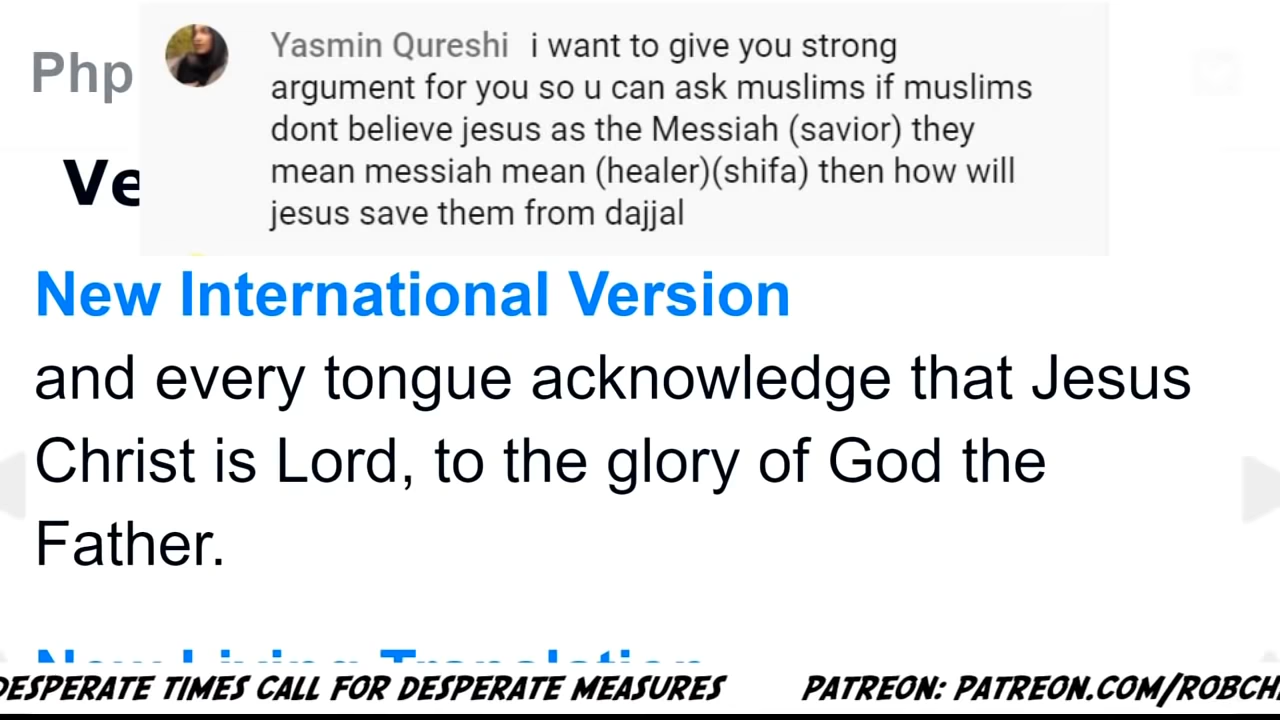 Php
Yasmin Qureshi i want to give you strong
argument for you so u can ask muslims if muslims
dont believe jesus as the Messiah (savior) they
mean messiah mean (healer)(shifa) then how will
jesus save them from dajjal
Ve
New International Version
and every tongue acknowledge that Jesus
Christ is Lord, to the glory of God the
Father.
New Living Translation
DESPERATE TIMES CALL FOR DESPERATE MEASURES PATREON: PATREON.COM/ROBCH